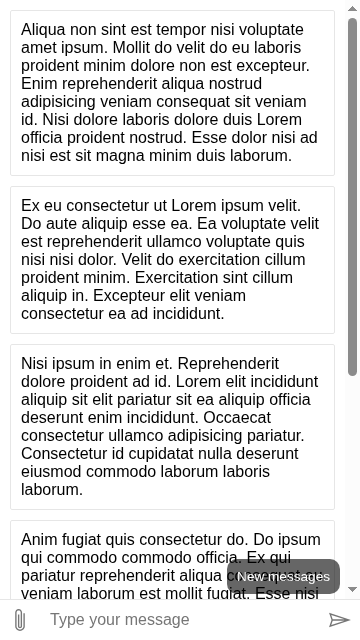 Aliqua non sint est tempor nisi voluptate
amet ipsum. Mollit do velit do eu laboris
proident minim dolore non est excepteur.
Enim reprehenderit aliqua nostrud
adipisicing veniam consequat sit veniam
id. Nisi dolore laboris dolore duis Lorem
officia proident nostrud. Esse dolor nisi ad
nisi est sit magna minim duis laborum.
Ex eu consectetur ut Lorem ipsum velit.
Do aute aliquip esse ea. Ea voluptate velit
est reprehenderit ullamco voluptate quis
nisi nisi dolor. Velit do exercitation cillum
proident minim. Exercitation sint cillum
aliquip in. Excepteur elit veniam
consectetur ea ad incididunt.
Nisi ipsum in enim et. Reprehenderit
dolore proident ad id. Lorem elit incididunt
aliquip sit elit pariatur sit ea aliquip officia
deserunt enim incididunt. Occaecat
consectetur ullamco adipisicing pariatur.
Consectetur id cupidatat nulla deserunt
eiusmod commodo laborum laboris
laborum.
Anim fugiat quis consectetur do. Do ipsum
qui commodo commodo officia. Ex qui
pariatur reprehenderit aliqua
veniam laborum est mollit fugiat. Esse nisi
New messages
Type your message